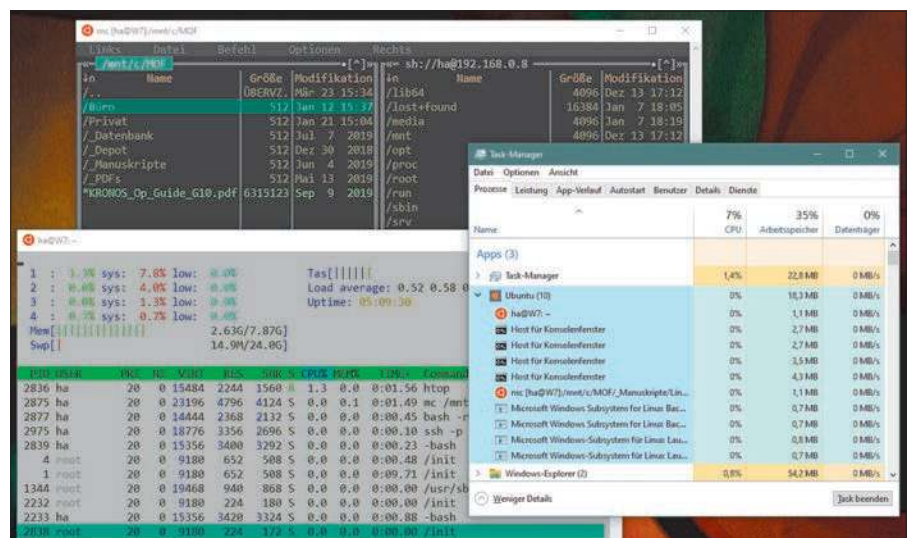 mc [ha@W7]:/mnt/c/MOF
Links Datei Befehl Optionen Rechts
/mnt/c/MOF
sh://ha@192.168.0.8
Name Größe Modifikation
Name Größe Modifikation
/.. ÜBERVZ. Mär 23 15:34
/lib64 4096 Dez 13 17:12
/Büro 512 Jan 12 15:37
/lost+found 16384 Jan 7 18:05
/Privat 512 Jan 21 15:04
/media 4096 Jan 7 18:19
/_Datenbank 512 Jul 7 2019
/mnt 4096 Dez 13 17:12
/_Depot 512 Dez 30 2018
/opt
/_Manuskripte 512 Jun 4 2019
/proc
/_PDFs 512 Mai 13 2019
/root
*KRONOS_Op_Guide_G10.pdf 6315123 Sep 9 2019
/run
/sbin
/srv
ha@W7: ~
1 : sys: 7.8% low: 0.0%
2 : 0.0% sys: 4.0% low: 0.0%
3 : 0.0% sys: 1.3% low: 0.0%
4 : sys: 0.7% low: 0.0%
Tas[
Load average: 0.52 0.58 0
Uptime: 05:09:30
Mem[ 2.63G/7.87G]
Swp[ 14.9M/24.0G]
PID USER PRI NI VIRT RES SHR S CPU% MEM% TIME+ Command
2836 ha 20 0 15484 2244 1560 R 1.3 0.0 0:01.56 htop
2875 ha 20 0 23196 4796 4124 S 0.0 0.1 0:01.49 mc /mnt
2877 ha 20 0 14444 2368 2132 S 0.0 0.0 0:00.45 bash -r
2975 ha 20 0 18776 3356 2696 S 0.0 0.0 0:00.10 ssh -p
2839 ha 20 0 15356 3400 3292 S 0.0 0.0 0:00.23 -bash
4 root 20 0 9180 652 508 S 0.0 0.0 0:00.48 /init
1 root 20 0 9180 652 508 S 0.0 0.0 0:09.71 /init
1344 root 20 0 19468 940 868 S 0.0 0.0 0:00.00 /usr/sb
2232 root 20 0 9180 224 180 S 0.0 0.0 0:00.00 /init
2233 ha 20 0 15356 3420 3324 S 0.0 0.0 0:00.88 -bash
2838 root 20 0 9180 224 172 S 0.0 0.0 0:00.00 /init
Task-Manager
Datei Optionen Ansicht
Prozesse Leistung App-Verlauf Autostart Benutzer Details Dienste
7% 35% 0%
Name CPU Arbeitsspeicher Datenträger
Apps (3)
Task-Manager 1,4% 22,8 MB 0 MB/s
Ubuntu (10) 0% 18,3 MB 0 MB/s
ha@W7: ~ 0% 1,1 MB 0 MB/s
Host für Konsolenfenster 0% 2,7 MB 0 MB/s
Host für Konsolenfenster 0% 2,7 MB 0 MB/s
Host für Konsolenfenster 0% 3,5 MB 0 MB/s
Host für Konsolenfenster 0% 4,3 MB 0 MB/s
mc [ha@W7]:/mnt/c/MOF/_Manuskripte/Lin... 0% 1,1 MB 0 MB/s
Microsoft Windows Subsystem for Linux Bac... 0% 0,7 MB 0 MB/s
Microsoft Windows Subsystem for Linux Bac... 0% 0,7 MB 0 MB/s
Microsoft Windows-Subsystem für Linux Lau... 0% 0,8 MB 0 MB/s
Microsoft Windows-Subsystem für Linux Lau... 0% 0,7 MB 0 MB/s
Windows-Explorer (2) 0,8% 54,2 MB 0 MB/s
Weniger Details
Task beenden